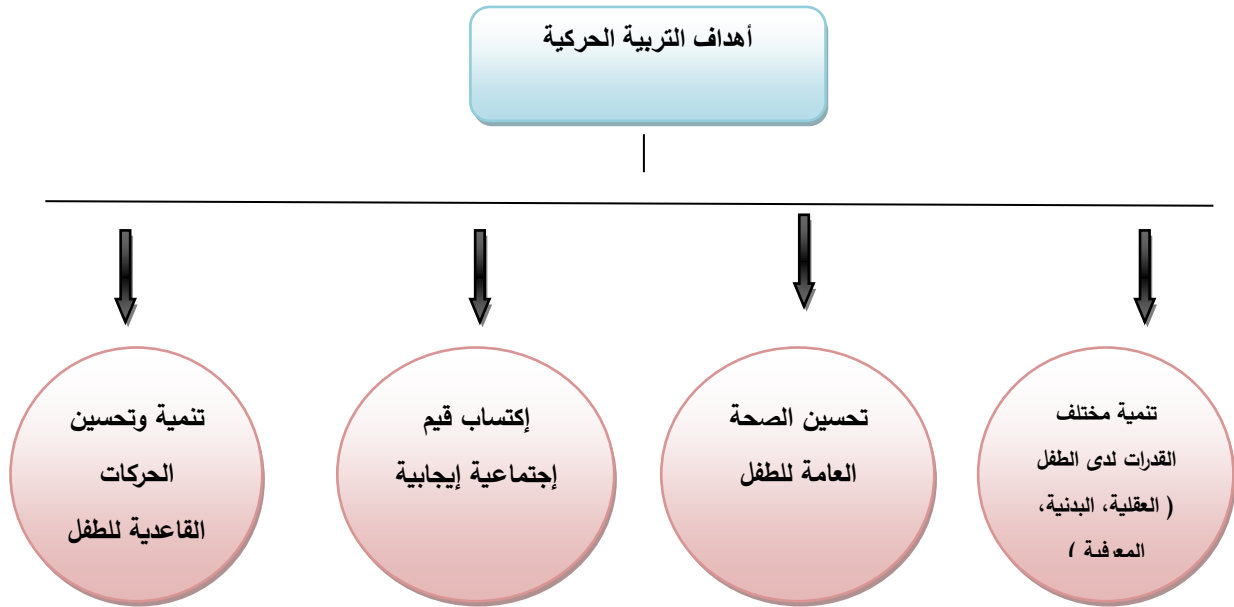 أهداف التربية الحركية
تنمية مختلف
القدرات لدى الطفل
( العقلية، البدنية،
المعرفية )
تحسين الصحة
العامة للطفل
إكتساب قيم
إجتماعية إيجابية
تنمية وتحسين
الحركات
القاعدية للطفل